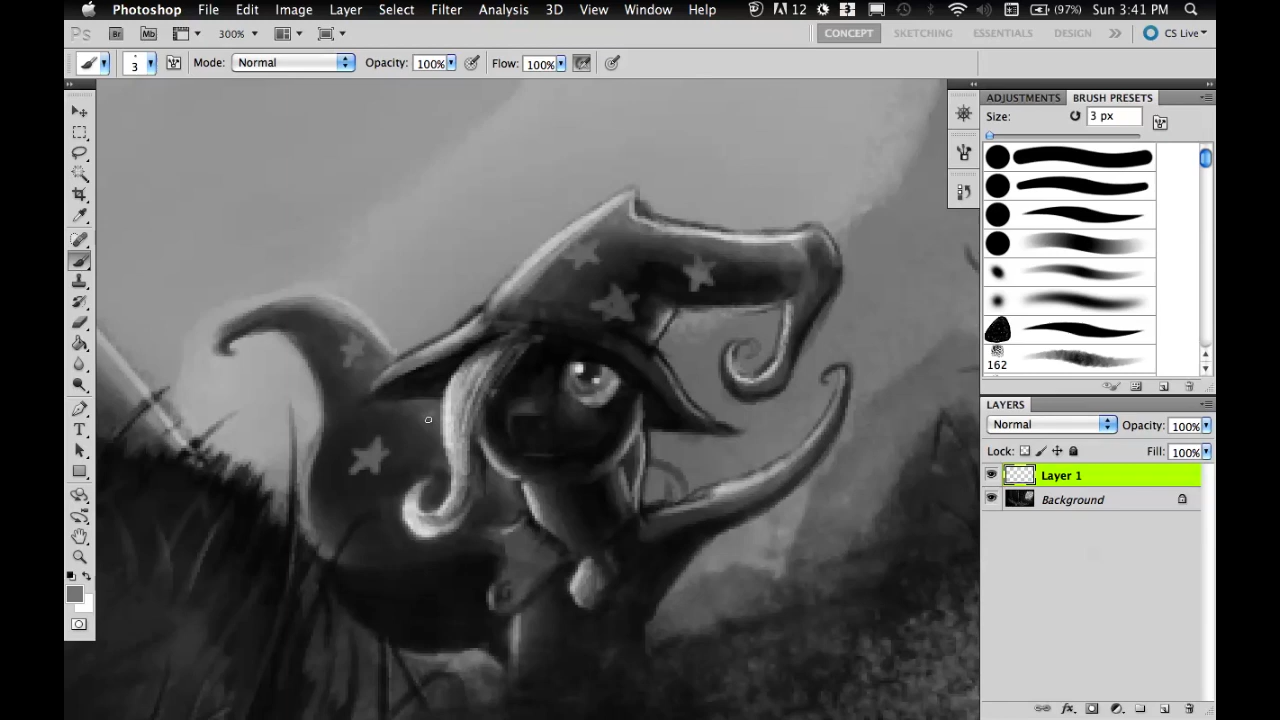 Photoshop File Edit Image Layer Select Filter Analysis 3D View Window Help 12 (97%) Sun 3:41 PM
Ps Br Mb 300% CONCEPT SKETCHING ESSENTIALS DESIGN CS Live
3 Mode: Normal Opacity: 100% Flow: 100%
ADJUSTMENTS BRUSH PRESETS
Size: 3 px
162
LAYERS
Normal Opacity: 100%
Lock: Fill: 100%
Layer 1
Background
T
fx